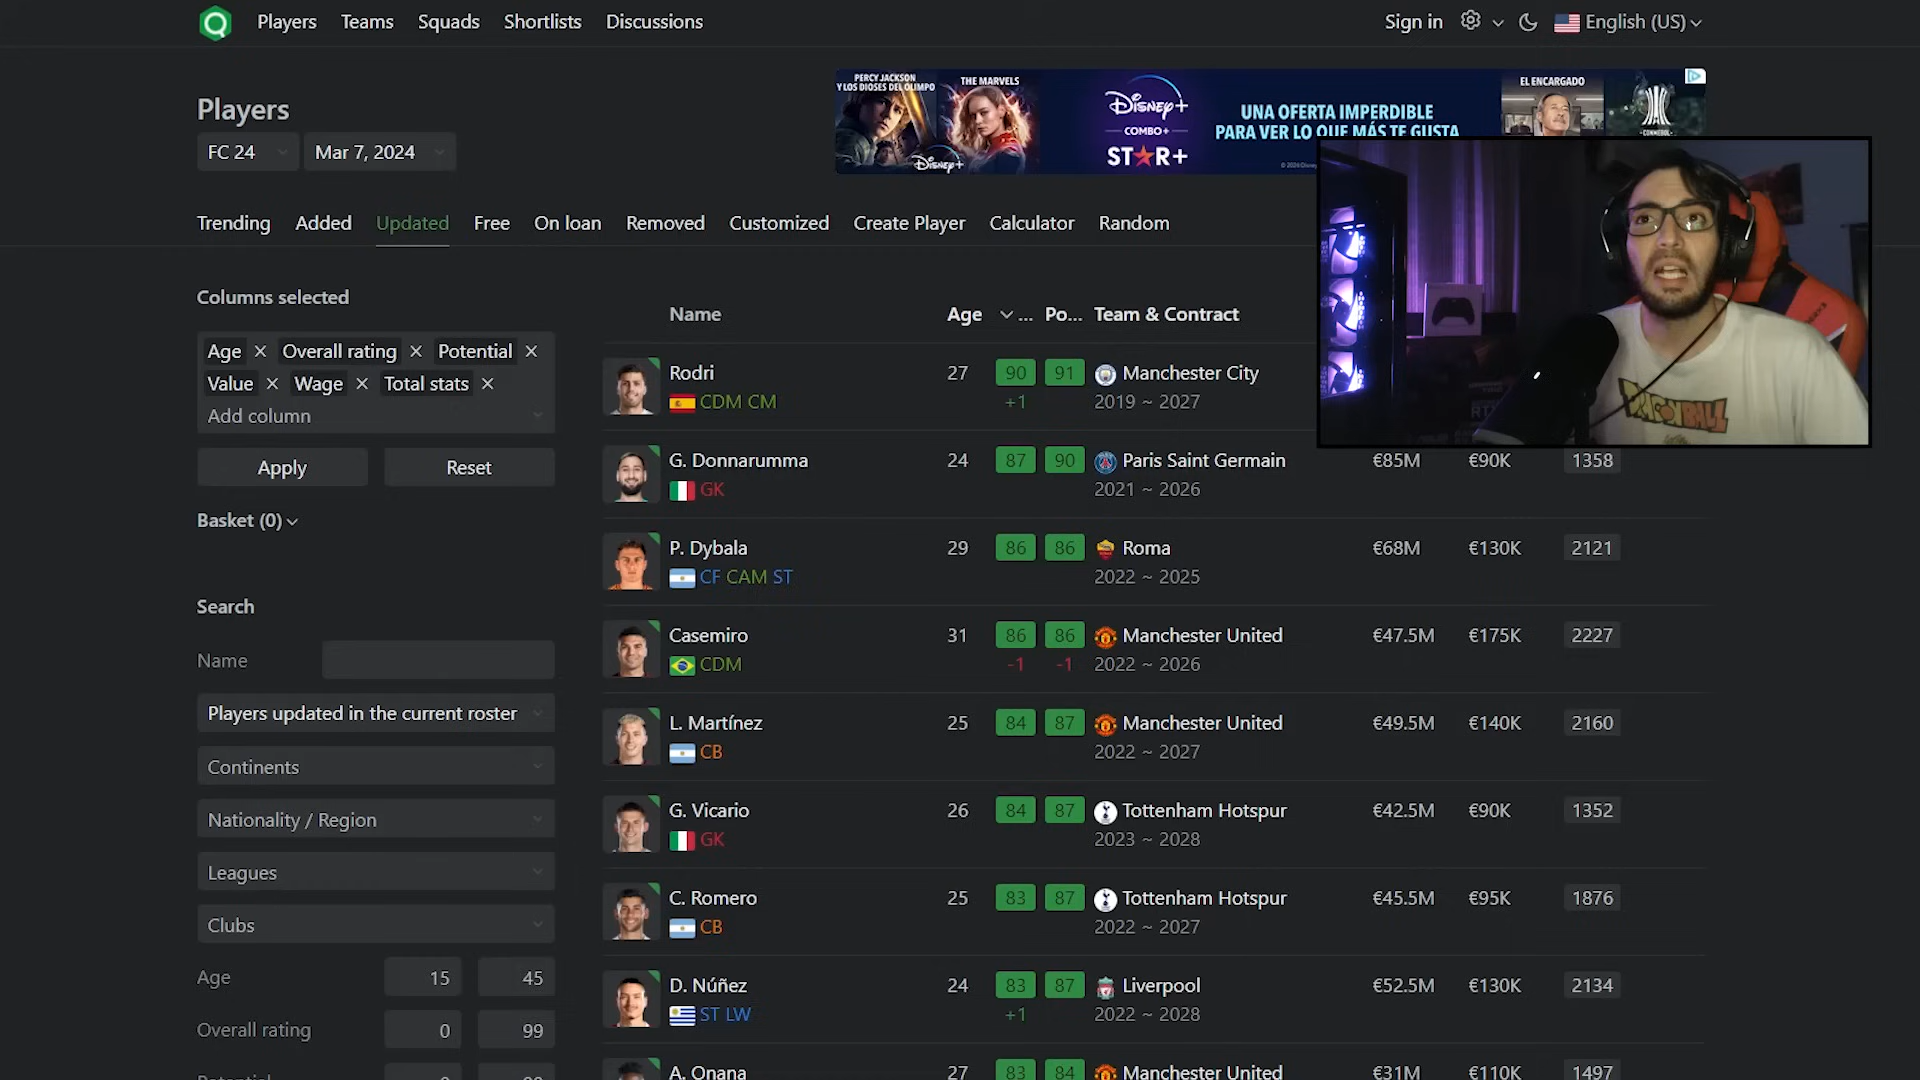 Players Teams Squads Shortlists Discussions Sign in English (US)
PERCY JACKSON
Y LOS DIOSES DEL OLIMPO
THE MARVELS
Disney+
Disney+
COMBO+
STAR+
UNA OFERTA IMPERDIBLE
PARA VER LO QUE MÁS TE GUSTA
EL ENCARGADO
CONMEBOL
Players
FC 24 Mar 7, 2024
Trending Added Updated Free On loan Removed Customized Create Player Calculator Random
Columns selected
Age × Overall rating × Potential ×
Value × Wage × Total stats ×
Add column
Apply Reset
Basket (0)
Search
Name
Players updated in the current roster
Continents
Nationality / Region
Leagues
Clubs
Age 15 45
Overall rating 0 99
Name Age ... Po... Team & Contract
Rodri 27 90 91 Manchester City
CDM CM +1 2019 ~ 2027
G. Donnarumma 24 87 90 Paris Saint Germain €85M €90K 1358
GK 2021 ~ 2026
P. Dybala 29 86 86 Roma €68M €130K 2121
CF CAM ST 2022 ~ 2025
Casemiro 31 86 86 Manchester United €47.5M €175K 2227
CDM -1 -1 2022 ~ 2026
L. Martínez 25 84 87 Manchester United €49.5M €140K 2160
CB 2022 ~ 2027
G. Vicario 26 84 87 Tottenham Hotspur €42.5M €90K 1352
GK 2023 ~ 2028
C. Romero 25 83 87 Tottenham Hotspur €45.5M €95K 1876
CB 2022 ~ 2027
D. Núñez 24 83 87 Liverpool €52.5M €130K 2134
ST LW +1 2022 ~ 2028
A. Onana 27 83 84 Manchester United €31M €110K 1497
DRAGON BALL